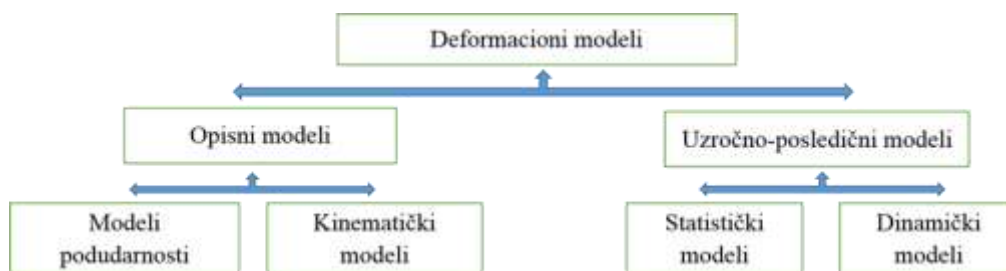 Deformacioni modeli
Opisni modeli
Uzročno-posledični modeli
Modeli
podudarnosti
Kinematički
modeli
Statistički
modeli
Dinamički
modeli